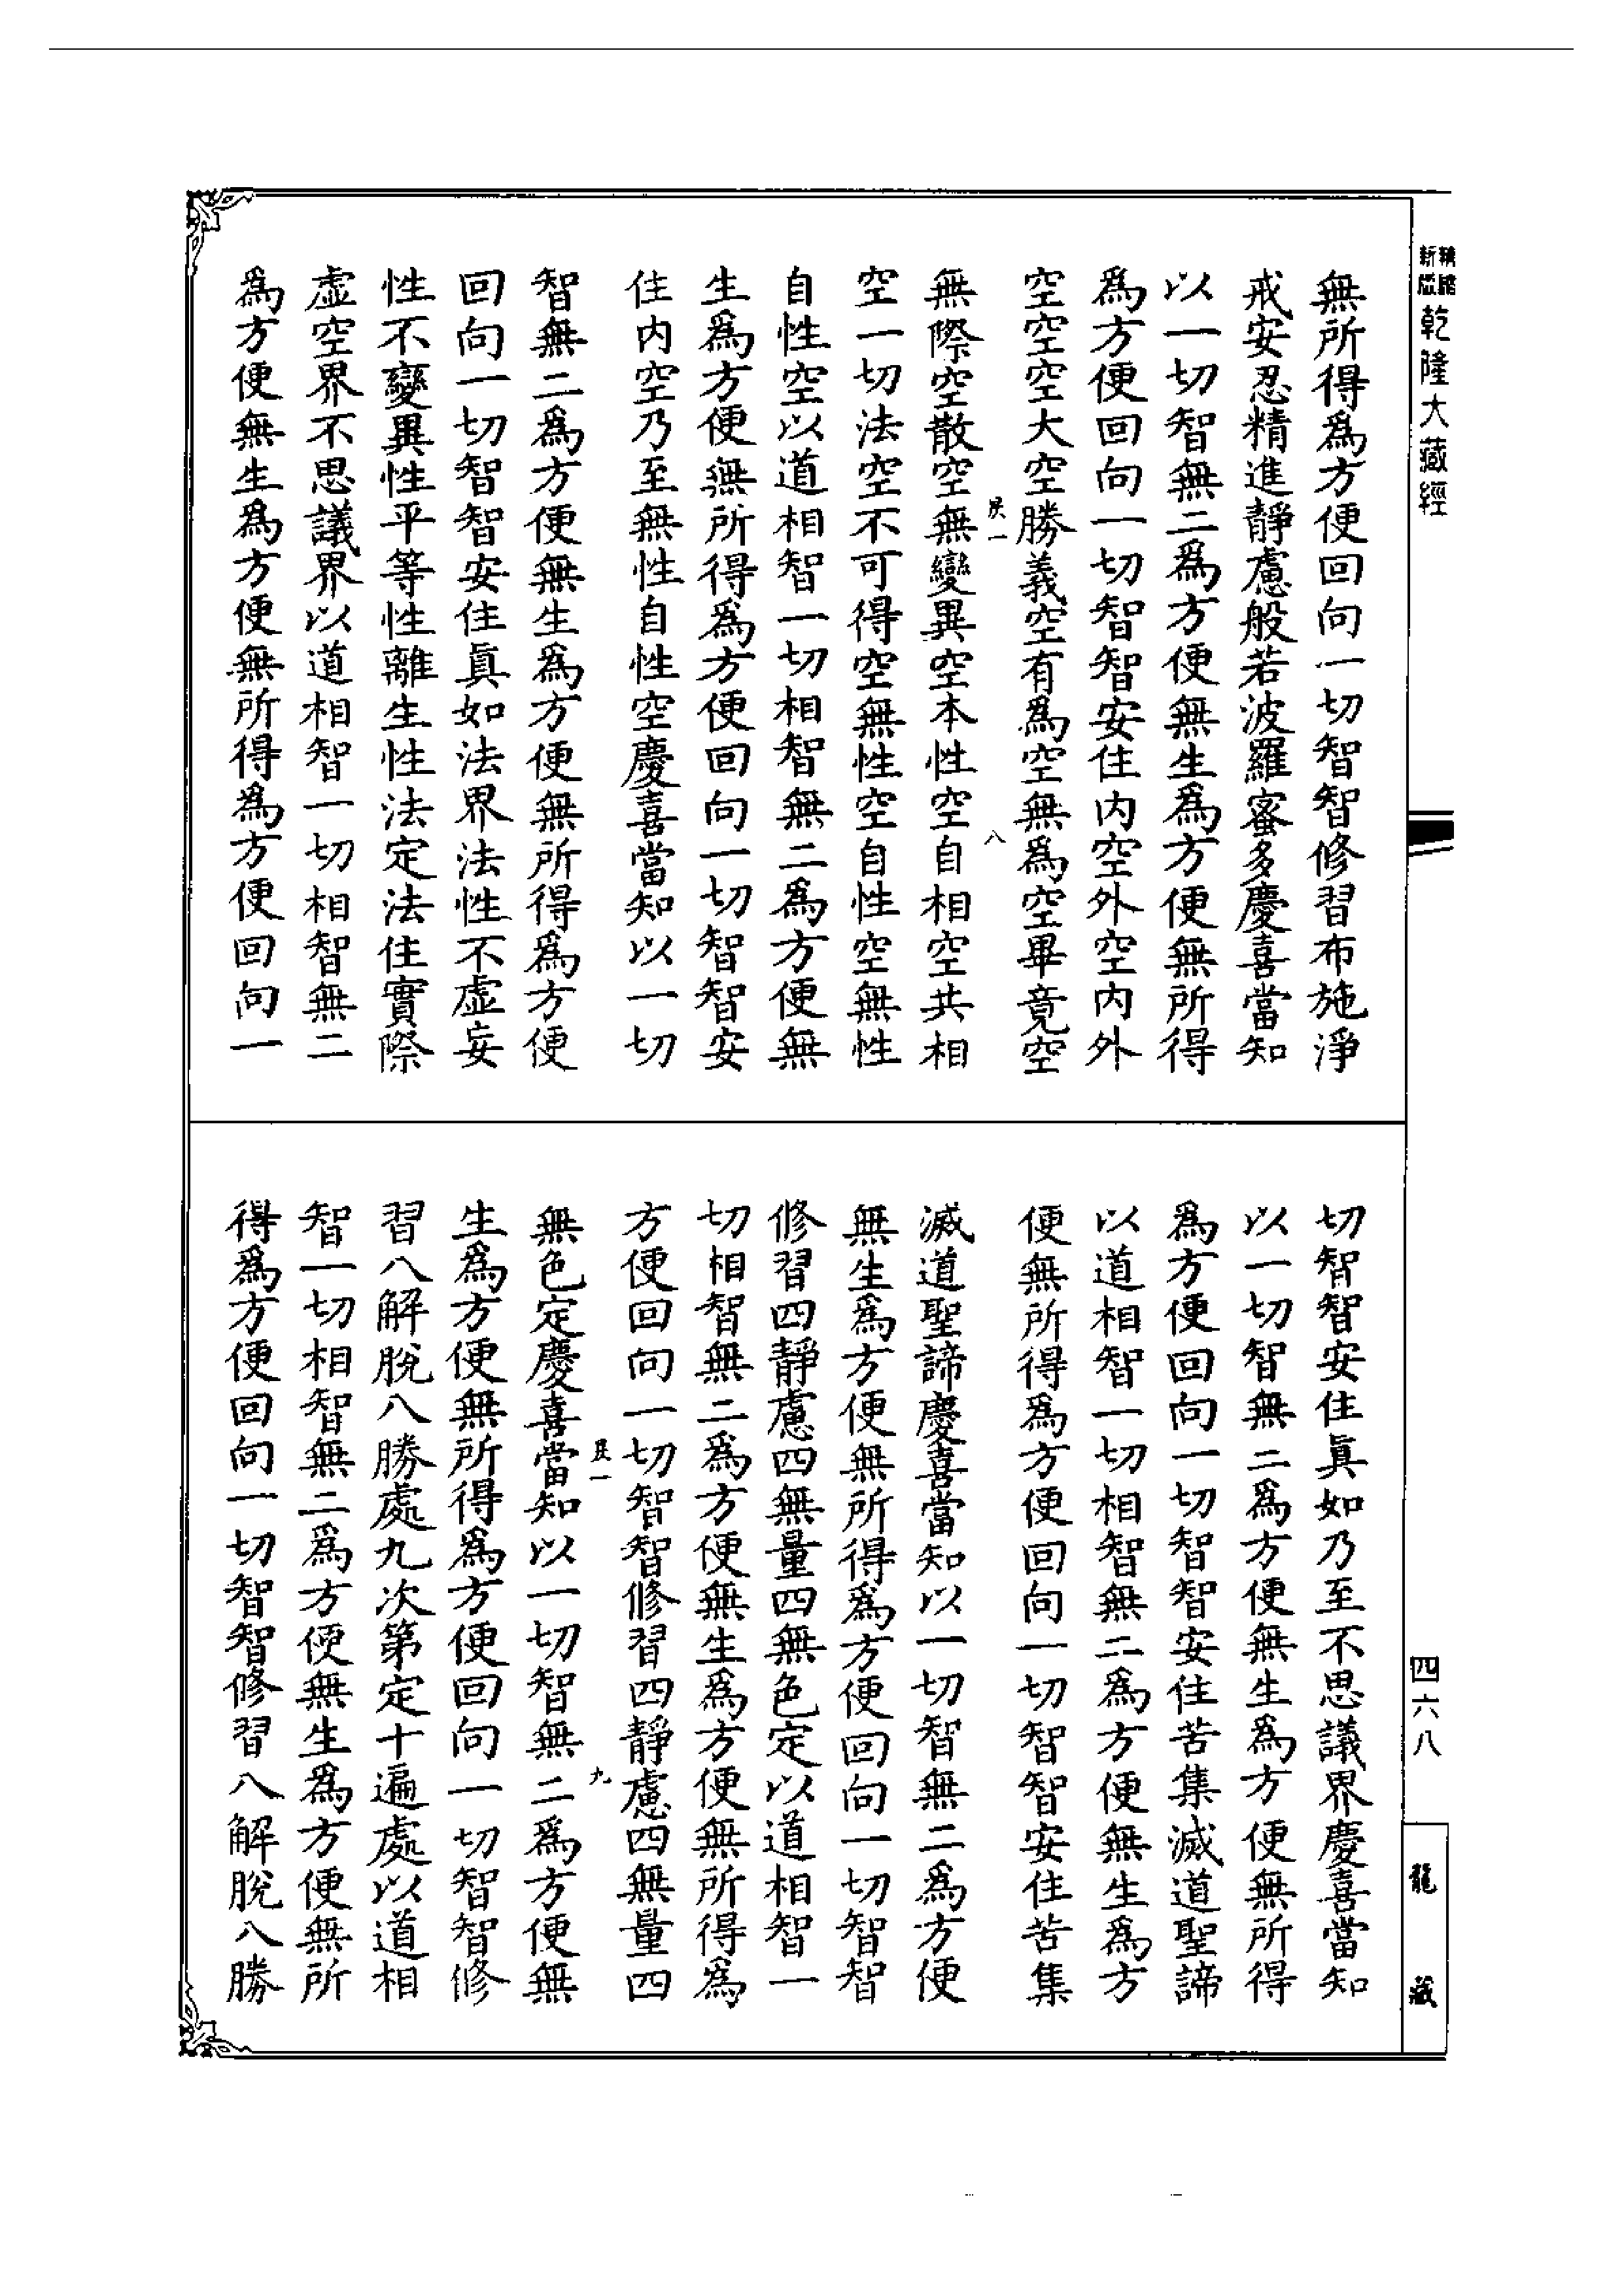 乾隆大藏經
無所得爲方便回向一切智智修習布施淨
戒安忍精進靜慮般若波羅蜜多慶喜當知
以一切智無二爲方便無生爲方便無所得
爲方便回向一切智智安住内空外空内外
空空空大空勝義空有爲空無爲空畢竟空
無際空散空無變異空本性空自相空共相
空一切法空不可得空無性空自性空無性
自性空以道相智一切相智無二爲方便無
生爲方便無所得爲方便回向一切智智安
住内空乃至無性自性空慶喜當知以一切
智無二爲方便無生爲方便無所得爲方便
回向一切智智安住眞如法界法性不虛妄
性不變異性平等性離生性法定法住實際
虛空界不思議界以道相智一切相智無二
爲方便無生爲方便無所得爲方便回向一
八
切智智安住眞如乃至不思議界慶喜當知
以一切智無二爲方便無生爲方便無所得
爲方便回向一切智智安住苦集滅道聖諦
以道相智一切相智無二爲方便無生爲方
便無所得爲方便回向一切智智安住苦集
滅道聖諦慶喜當知以一切智無二爲方便
無生爲方便無所得爲方便回向一切智智
修習四靜慮四無量四無色定以道相智一
切相智無二爲方便無生爲方便無所得爲
方便回向一切智智修習四靜慮四無量四
無色定慶喜當知以一切智無二爲方便無
生爲方便無所得爲方便回向一切智智修
習八解脫八勝處九次第定十遍處以道相
智一切相智無二爲方便無生爲方便無所
得爲方便回向一切智智修習八解脫八勝
九
四六八
龍藏